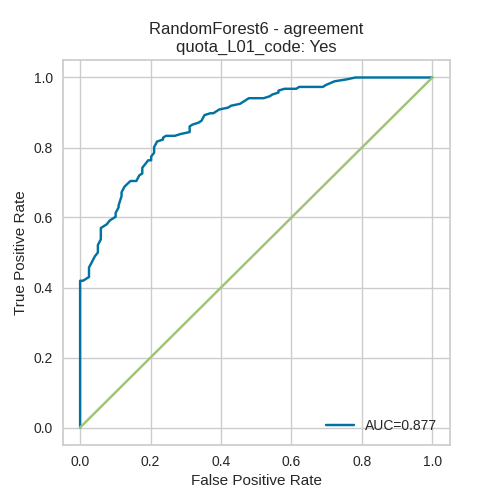 RandomForest6 - agreement
quota_L01_code: Yes
True Positive Rate
1.0
0.8
0.6
0.4
0.2
0.0
AUC=0.877
0.0 0.2 0.4 0.6 0.8 1.0
False Positive Rate